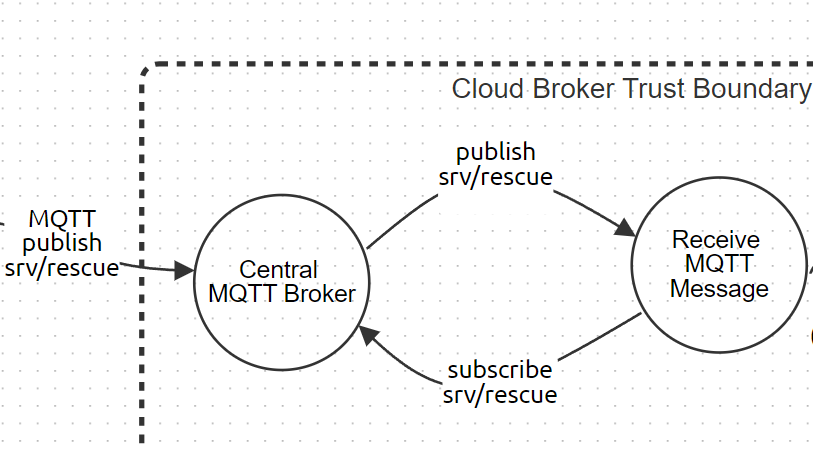 Cloud Broker Trust Boundary
publish
srv/rescue
MQTT
publish
srv/rescue
Central
MQTT Broker
Receive
MQTT
Message
subscribe
srv/rescue